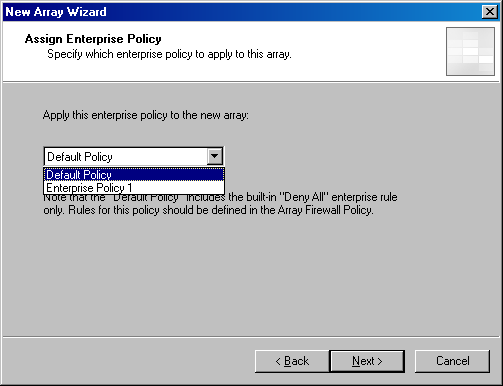 New Array Wizard
Assign Enterprise Policy
Specify which enterprise policy to apply to this array.
Apply this enterprise policy to the new array:
Default Policy
Default Policy
Enterprise Policy 1
Note that the "Default Policy" includes the built-in "Deny All" enterprise rule
only. Rules for this policy should be defined in the Array Firewall Policy.
< Back
Next >
Cancel